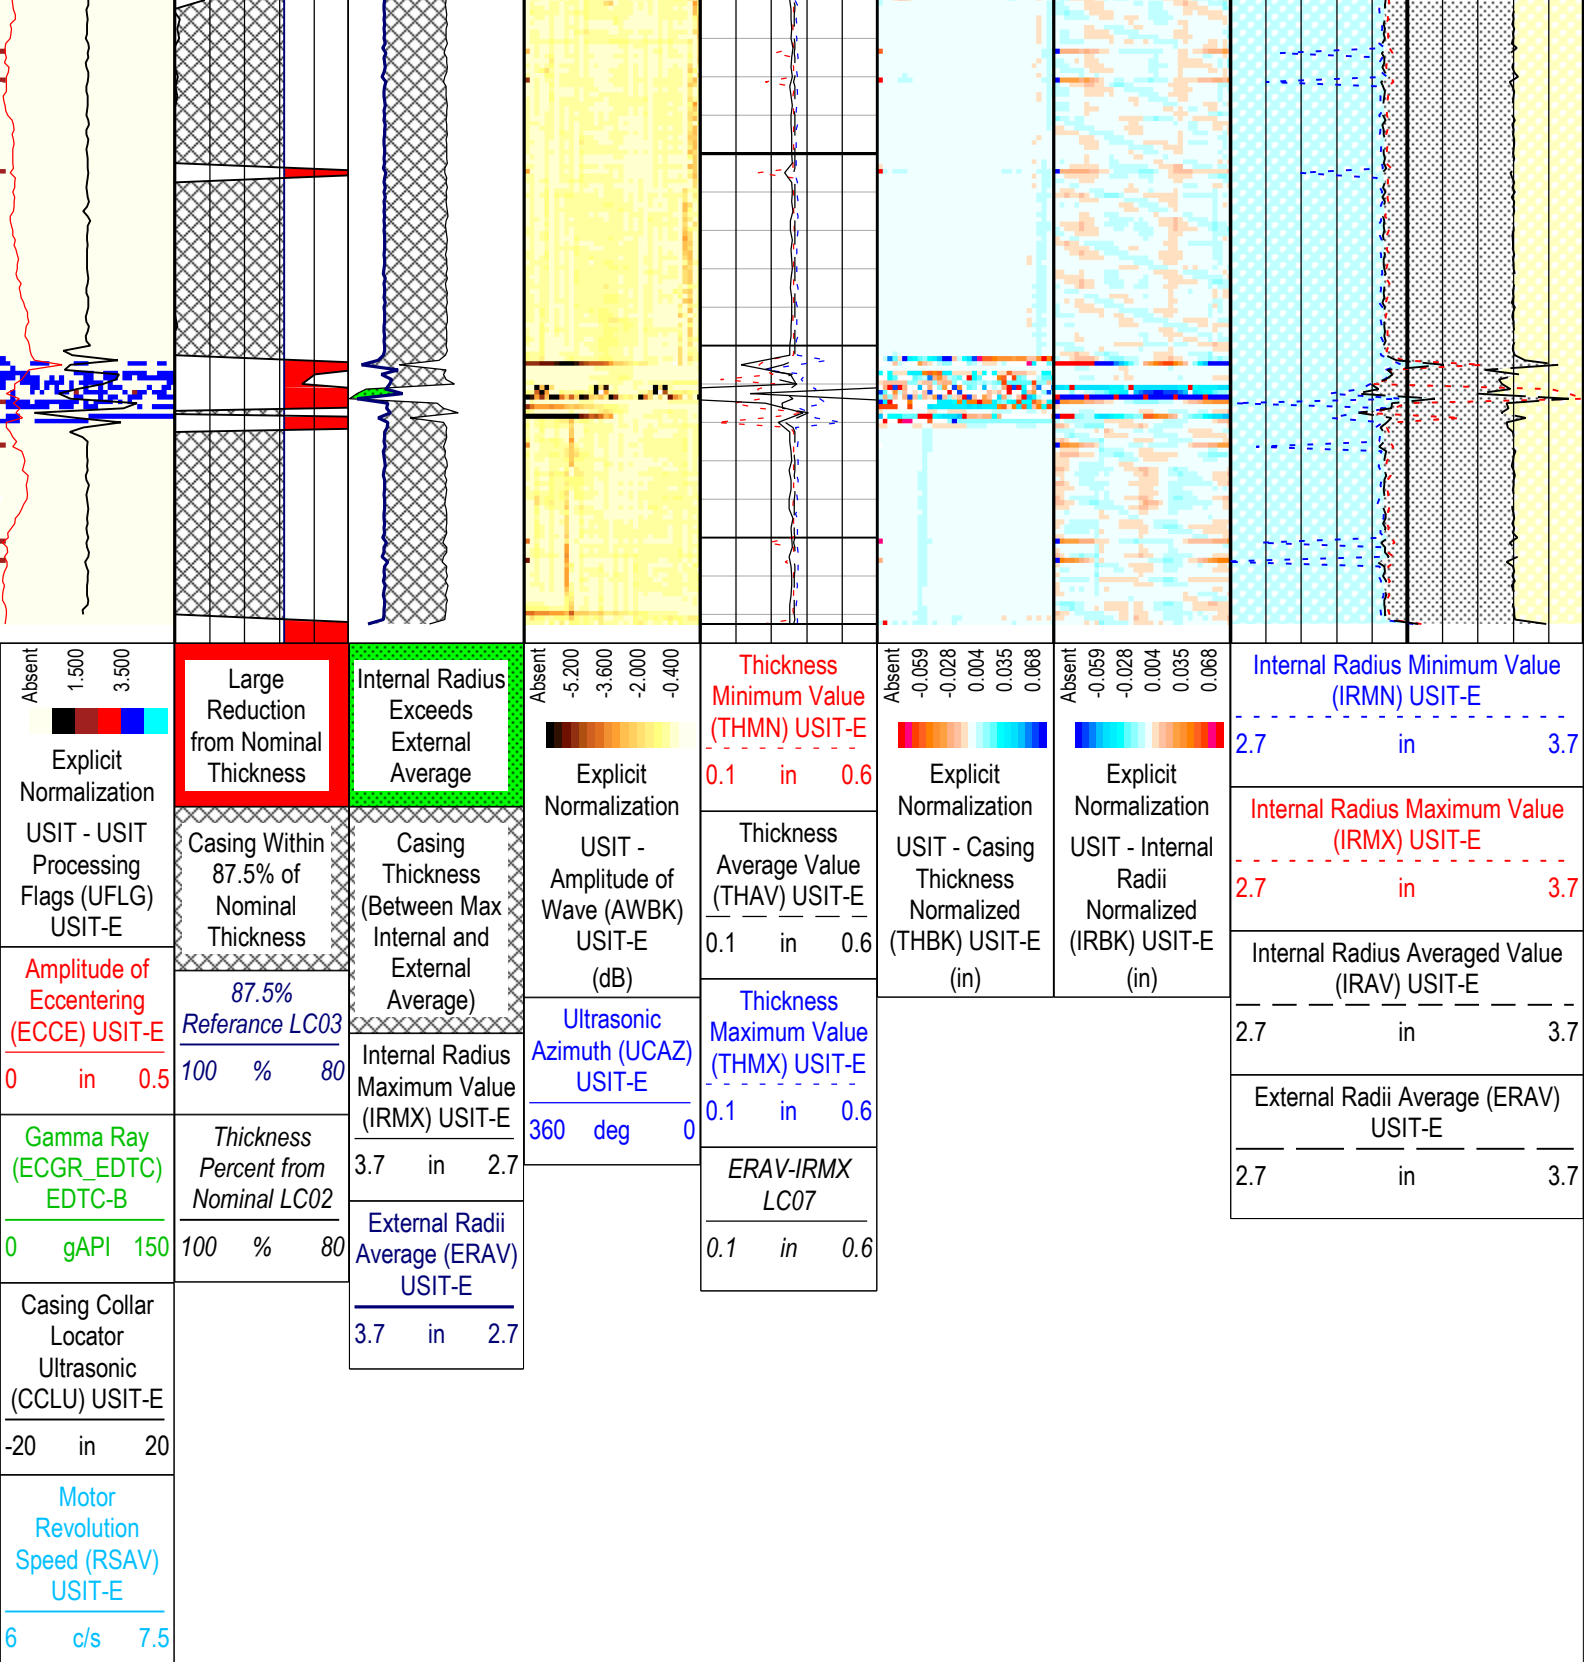 Absent
1.500
3.500
Explicit
Normalization
USIT - USIT
Processing
Flags (UFLG)
USIT-E
Amplitude of
Eccentering
(ECCE) USIT-E
0 in 0.5
Gamma Ray
(ECGR_EDTC)
EDTC-B
0 gAPI 150
Casing Collar
Locator
Ultrasonic
(CCLU) USIT-E
-20 in 20
Motor
Revolution
Speed (RSAV)
USIT-E
6 c/s 7.5
Large
Reduction
from Nominal
Thickness
Casing Within
87.5% of
Nominal
Thickness
87.5%
Referance LC03
100 % 80
Thickness
Percent from
Nominal LC02
100 % 80
Internal Radius
Exceeds
External
Average
Casing
Thickness
(Between Max
Internal and
External
Average)
Internal Radius
Maximum Value
(IRMX) USIT-E
3.7 in 2.7
External Radii
Average (ERAV)
USIT-E
3.7 in 2.7
Absent
-5.200
-3.600
-2.000
-0.400
Explicit
Normalization
USIT -
Amplitude of
Wave (AWBK)
USIT-E
(dB)
Ultrasonic
Azimuth (UCAZ)
USIT-E
360 deg 0
Thickness
Minimum Value
(THMN) USIT-E
0.1 in 0.6
Thickness
Average Value
(THAV) USIT-E
0.1 in 0.6
Thickness
Maximum Value
(THMX) USIT-E
0.1 in 0.6
ERAV-IRMX
LC07
0.1 in 0.6
Absent
-0.059
-0.028
0.004
0.035
0.068
Explicit
Normalization
USIT - Casing
Thickness
Normalized
(THBK) USIT-E
(in)
Absent
-0.059
-0.028
0.004
0.035
0.068
Explicit
Normalization
USIT - Internal
Radii
Normalized
(IRBK) USIT-E
(in)
Internal Radius Minimum Value
(IRMN) USIT-E
2.7 in 3.7
Internal Radius Maximum Value
(IRMX) USIT-E
2.7 in 3.7
Internal Radius Averaged Value
(IRAV) USIT-E
2.7 in 3.7
External Radii Average (ERAV)
USIT-E
2.7 in 3.7